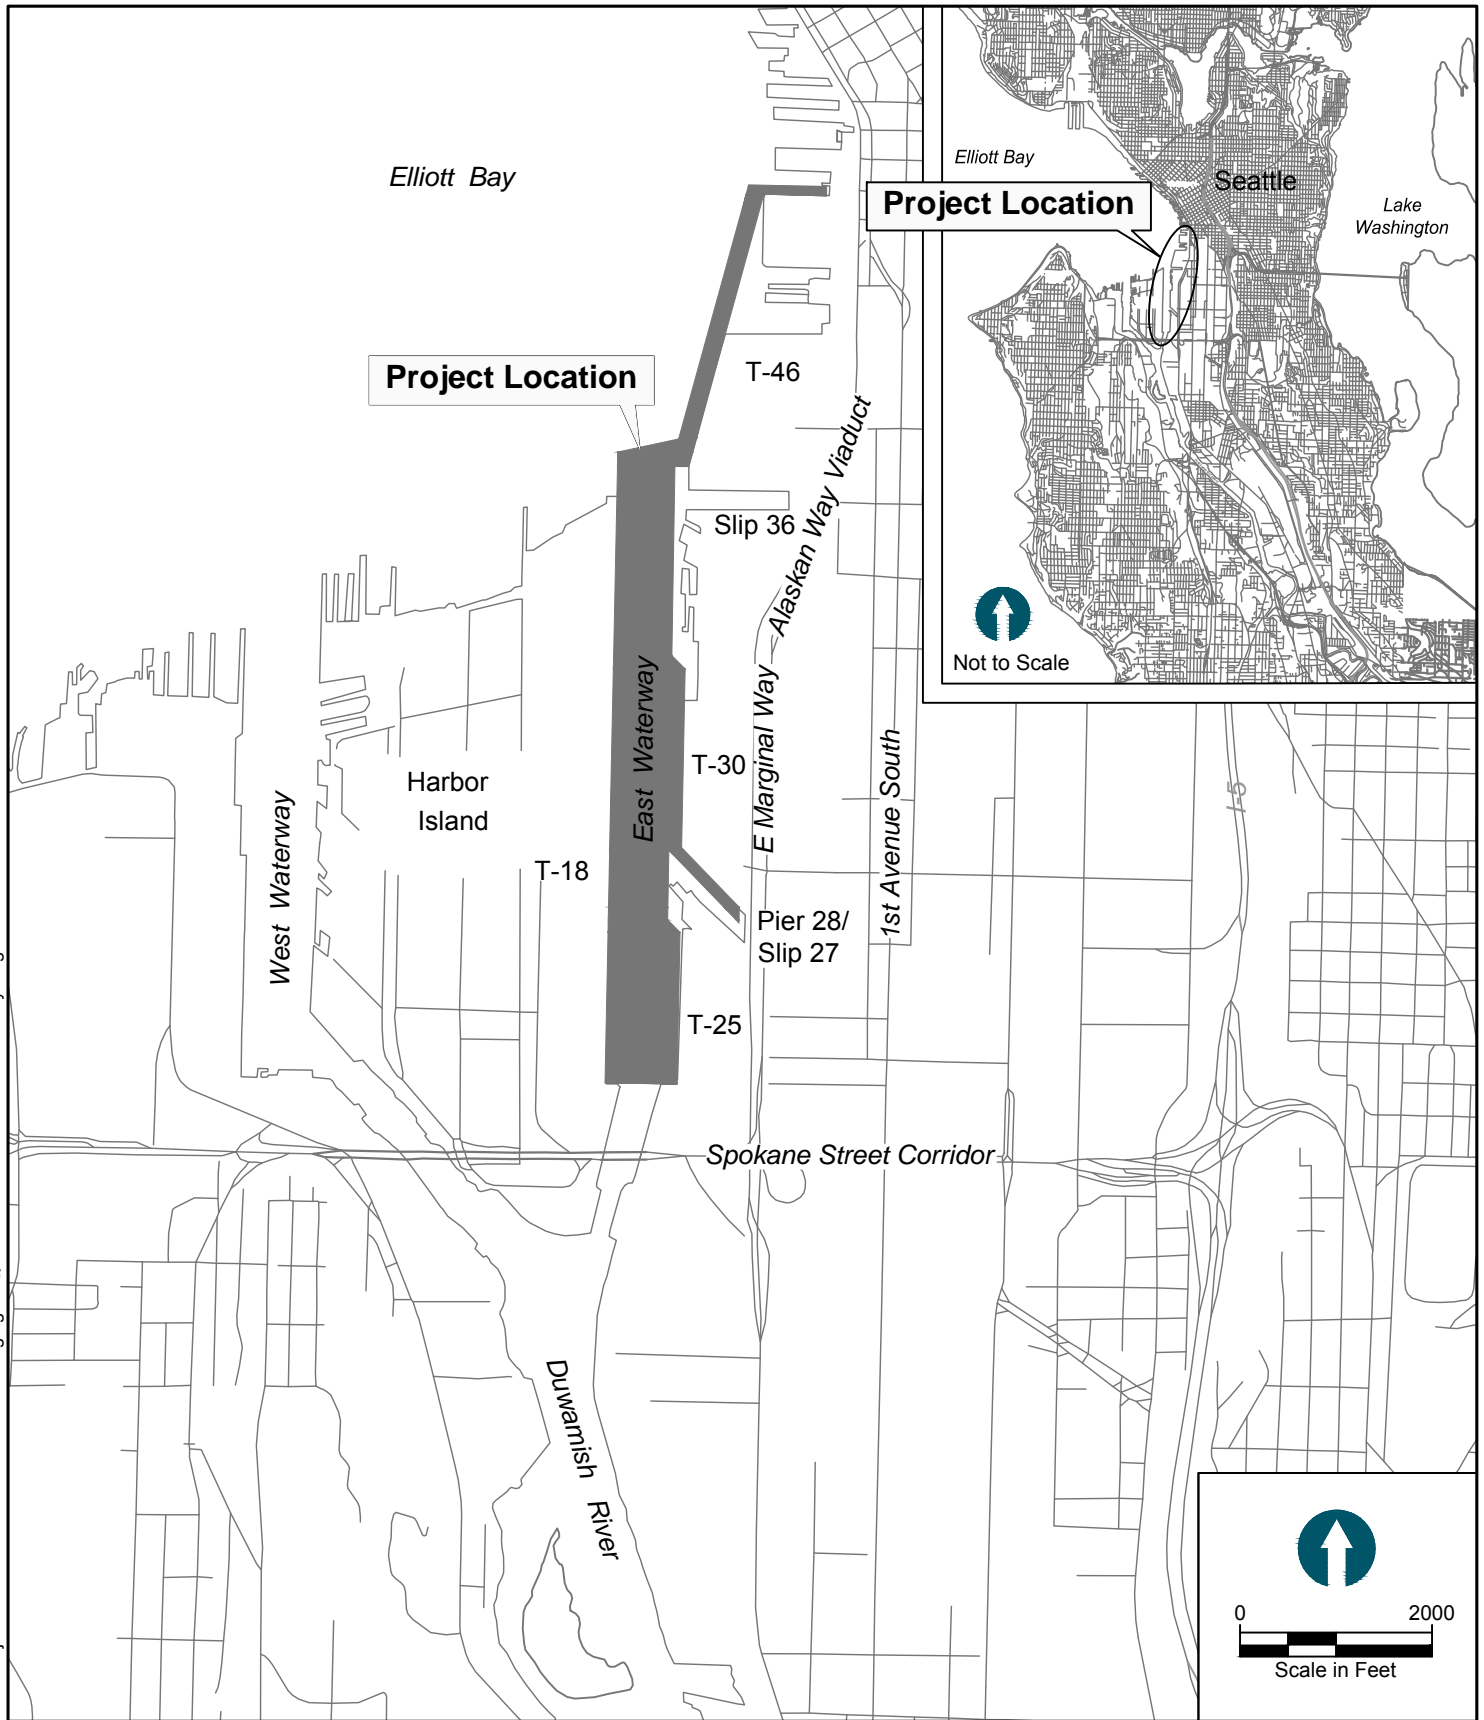 Elliott Bay
Project Location
T-46
Slip 36
Alaskan Way Viaduct
E Marginal Way
1st Avenue South
East Waterway
T-30
Harbor
Island
T-18
West Waterway
Pier 28/
Slip 27
T-25
I-5
Spokane Street Corridor
Duwamish River
Elliott Bay
Seattle
Project Location
Lake
Washington
Not to Scale
0 2000
Scale in Feet